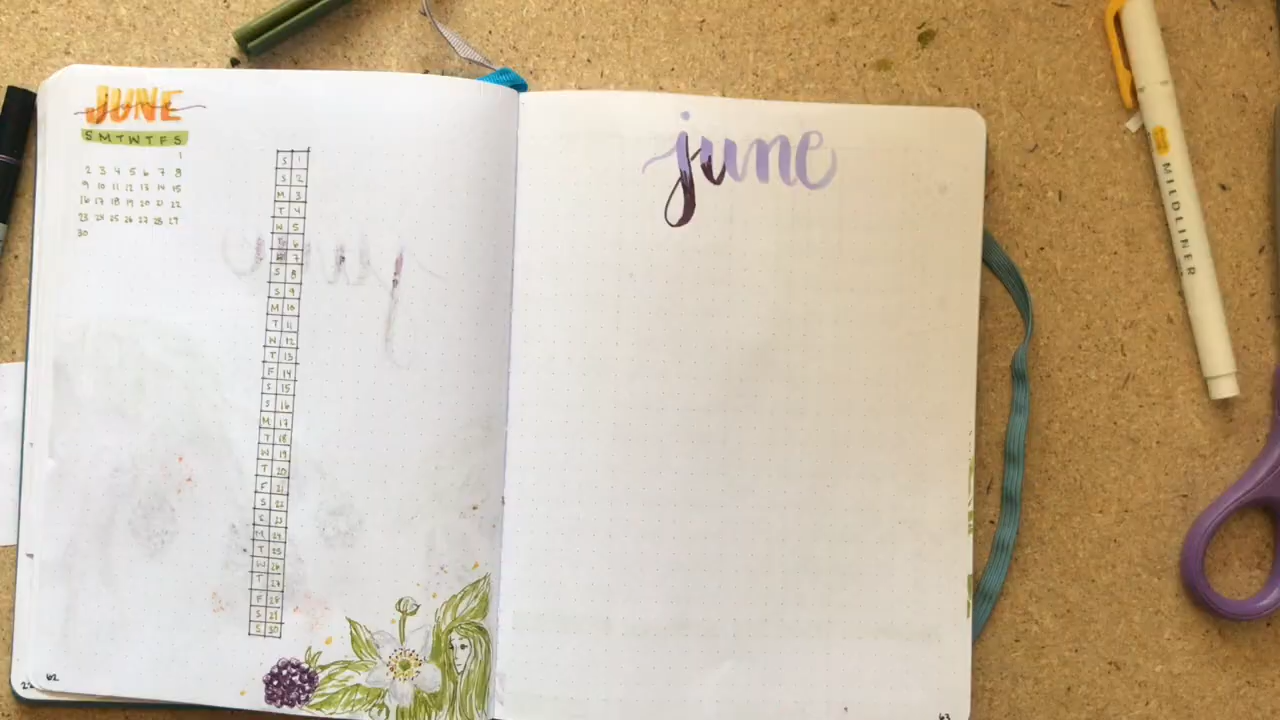 JUNE
S M T W T F S
1
2 3 4 5 6 7 8
9 10 11 12 13 14 15
16 17 18 19 20 21 22
23 24 25 26 27 28 29
30
S 1
S 2
M 3
T 4
W 5
T 6
F 7
S 8
S 9
M 10
T 11
W 12
T 13
F 14
S 15
S 16
M 17
T 18
W 19
T 20
F 21
S 22
S 23
M 24
T 25
W 26
T 27
F 28
S 29
S 30
62
june
63
MILDLINER